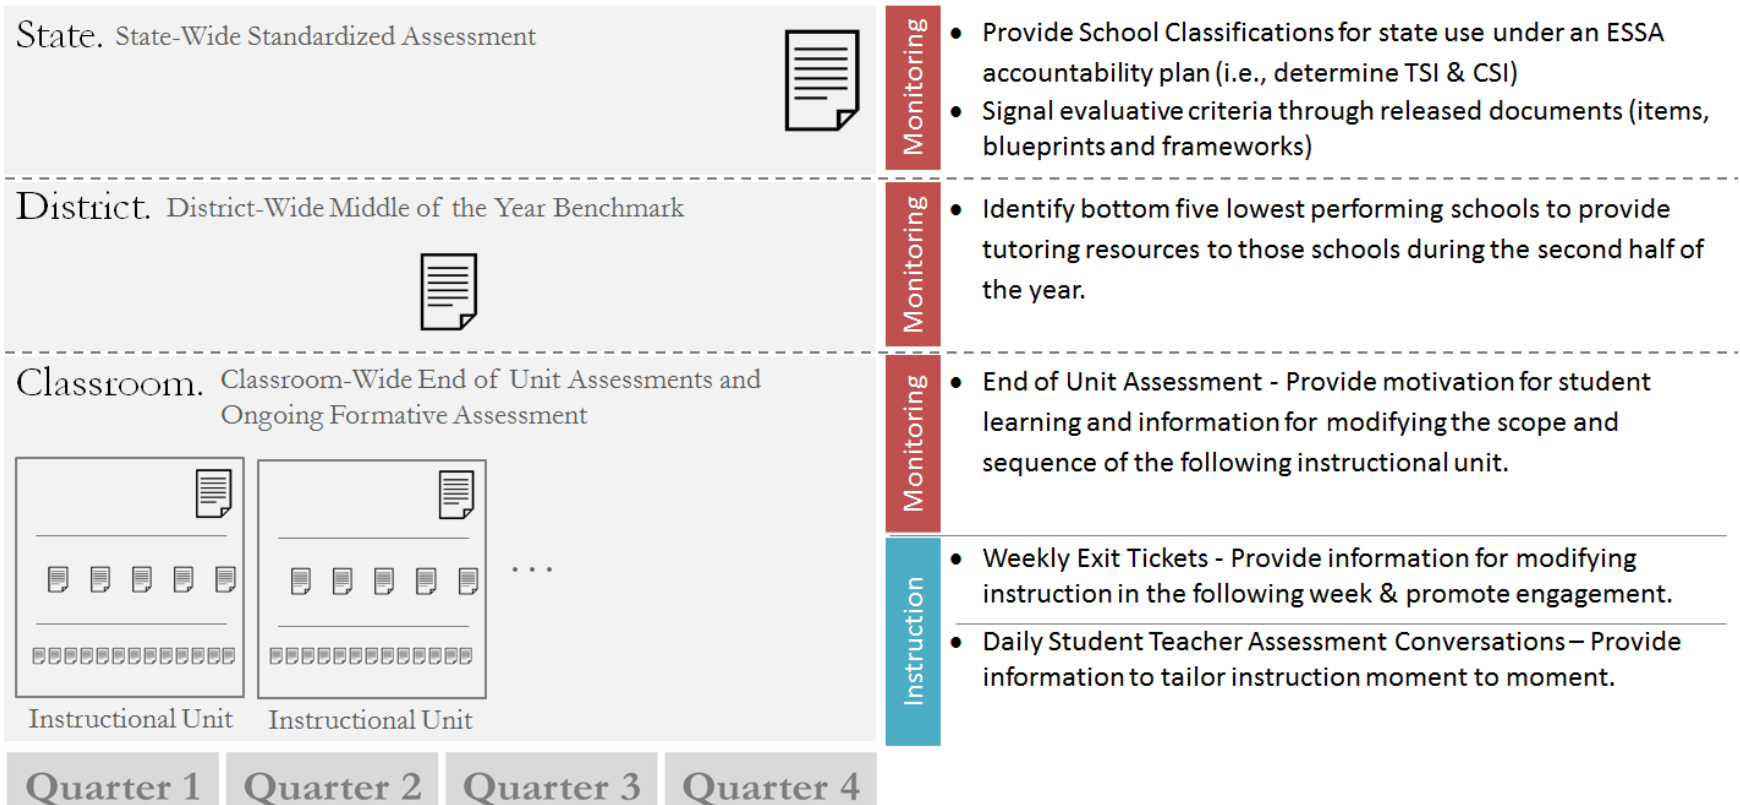 State. State-Wide Standardized Assessment
Monitoring
• Provide School Classifications for state use under an ESSA
accountability plan (i.e., determine TSI & CSI)
• Signal evaluative criteria through released documents (items,
blueprints and frameworks)
District. District-Wide Middle of the Year Benchmark
Monitoring
• Identify bottom five lowest performing schools to provide
tutoring resources to those schools during the second half of
the year.
Classroom. Classroom-Wide End of Unit Assessments and
Ongoing Formative Assessment
Instructional Unit
Instructional Unit
...
Monitoring
• End of Unit Assessment - Provide motivation for student
learning and information for modifying the scope and
sequence of the following instructional unit.
Instruction
• Weekly Exit Tickets - Provide information for modifying
instruction in the following week & promote engagement.
• Daily Student Teacher Assessment Conversations – Provide
information to tailor instruction moment to moment.
Quarter 1 Quarter 2 Quarter 3 Quarter 4